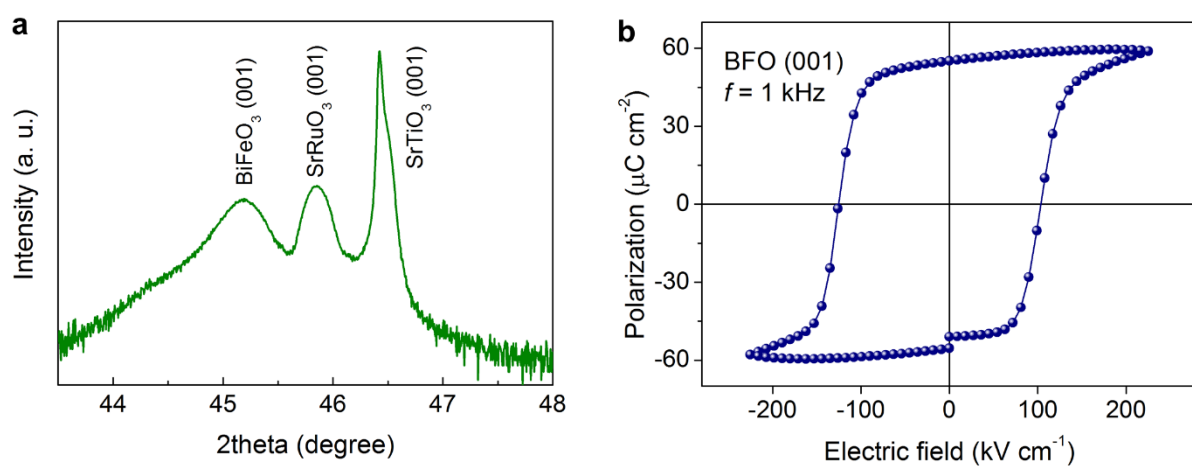 a
Intensity (a. u.)
BiFeO₃ (001)
SrRuO₃ (001)
SrTiO₃ (001)
44 45 46 47 48
2theta (degree)
b
Polarization (μC cm⁻²)
60
30
0
-30
-60
BFO (001)
f = 1 kHz
-200 -100 0 100 200
Electric field (kV cm⁻¹)